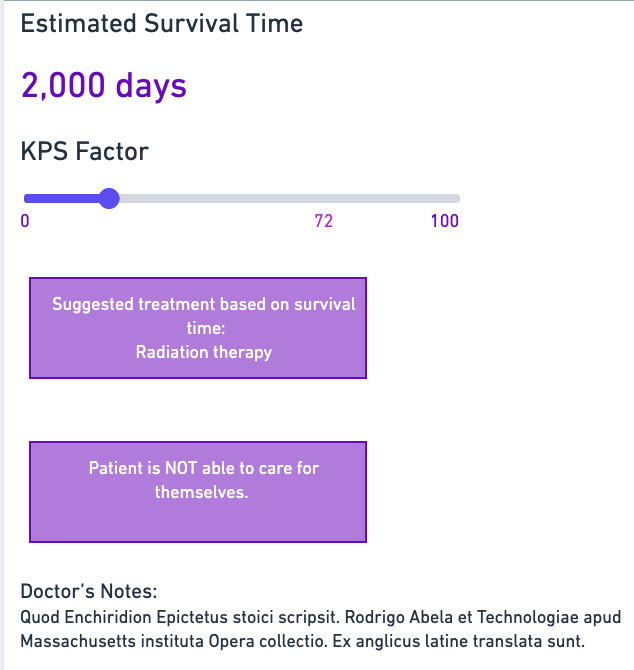 Estimated Survival Time
2,000 days
KPS Factor
0 72 100
Suggested treatment based on survival
time:
Radiation therapy
Patient is NOT able to care for
themselves.
Doctor's Notes:
Quod Enchiridion Epictetus stoici scripsit. Rodrigo Abela et Technologiae apud
Massachusetts instituta Opera collectio. Ex anglicus latine translata sunt.